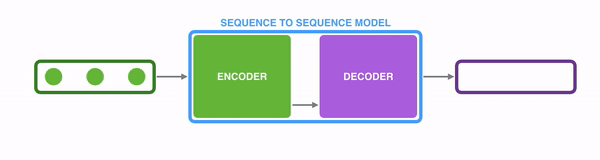 SEQUENCE TO SEQUENCE MODEL
ENCODER
DECODER